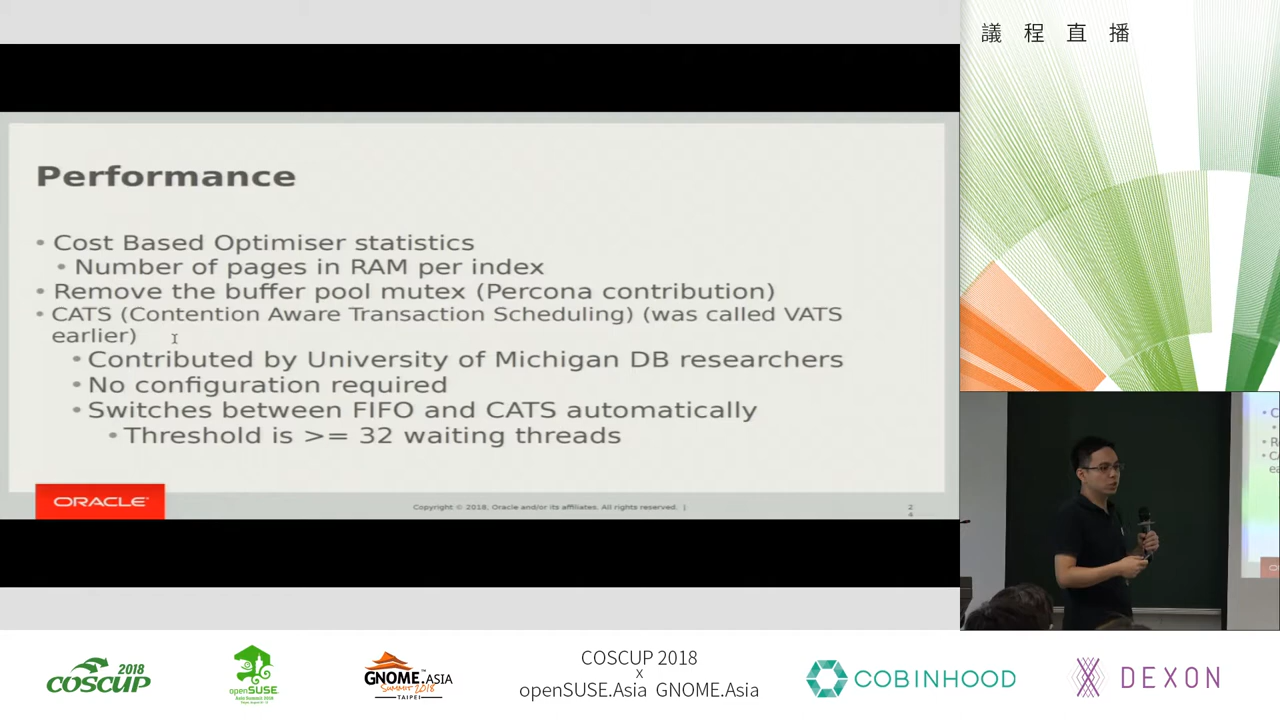 議程直播
Performance
• Cost Based Optimiser statistics
• Number of pages in RAM per index
• Remove the buffer pool mutex (Percona contribution)
• CATS (Contention Aware Transaction Scheduling) (was called VATS
earlier)
• Contributed by University of Michigan DB researchers
• No configuration required
• Switches between FIFO and CATS automatically
• Threshold is >= 32 waiting threads
ORACLE
Copyright © 2018, Oracle and/or its affiliates. All rights reserved. |
2018
COSCUP
openSUSE
GNOME.ASIA
SUMMIT 2018
TAIPEI
COSCUP 2018
x
openSUSE.Asia GNOME.Asia
COBINHOOD
DEXON